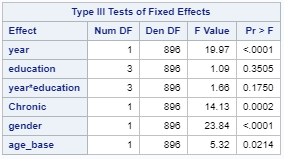 Type III Tests of Fixed Effects
Effect Num DF Den DF F Value Pr > F
year 1 896 19.97 <.0001
education 3 896 1.09 0.3505
year*education 3 896 1.66 0.1750
Chronic 1 896 14.13 0.0002
gender 1 896 23.84 <.0001
age_base 1 896 5.32 0.0214